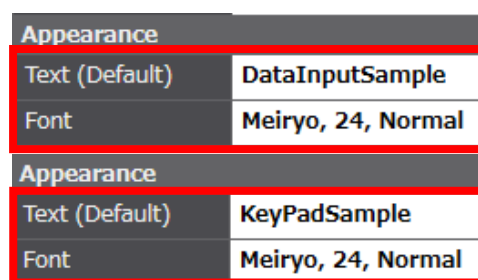 Appearance
Text (Default) DataInputSample
Font Meiryo, 24, Normal
Appearance
Text (Default) KeyPadSample
Font Meiryo, 24, Normal